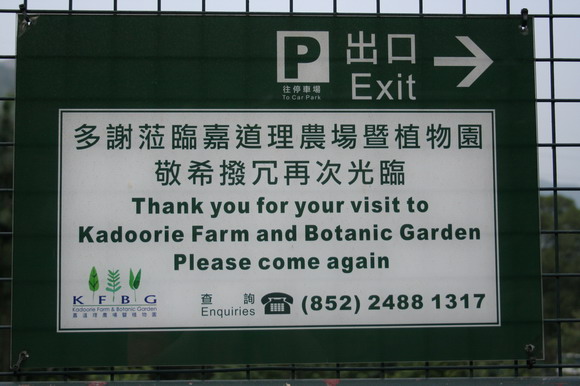 P
往停車場
To Car Park
出口
Exit
多謝蒞臨嘉道理農場暨植物園
敬希撥冗再次光臨
Thank you for your visit to
Kadoorie Farm and Botanic Garden
Please come again
K F B G
Kadoorie Farm & Botanic Garden
嘉道理農場暨植物園
查詢
Enquiries
(852) 2488 1317